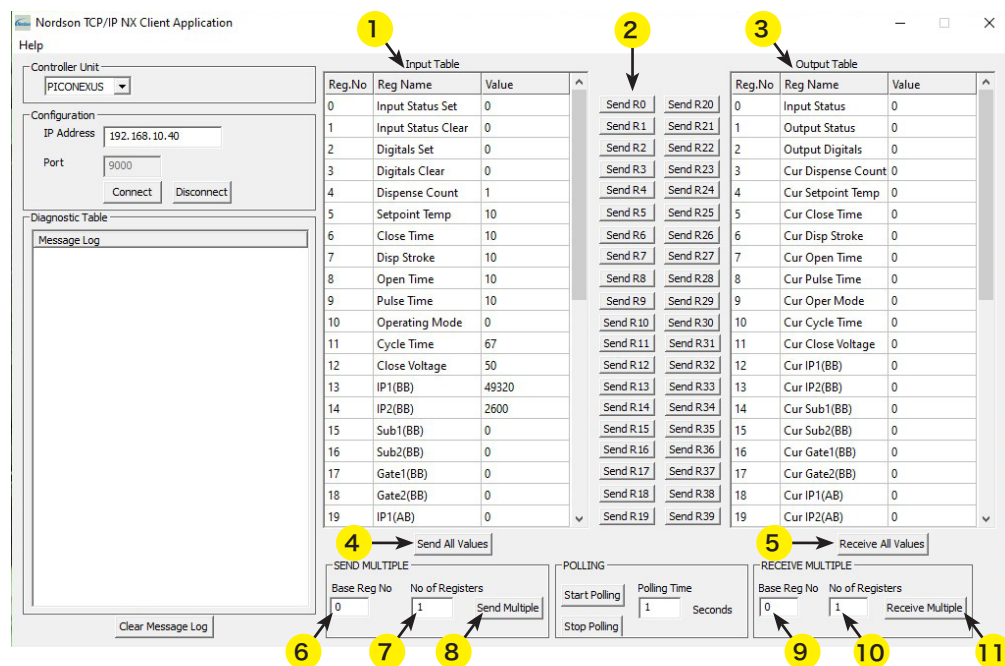 Nordson TCP/IP NX Client Application
Help
Controller Unit
PICONEXUS
Configuration
IP Address 192.168.10.40
Port 9000
Connect Disconnect
Diagnostic Table
Message Log
Clear Message Log
1
Input Table
Reg.No Reg Name Value
0 Input Status Set 0
1 Input Status Clear 0
2 Digitals Set 0
3 Digitals Clear 0
4 Dispense Count 1
5 Setpoint Temp 10
6 Close Time 10
7 Disp Stroke 10
8 Open Time 10
9 Pulse Time 10
10 Operating Mode 0
11 Cycle Time 67
12 Close Voltage 50
13 IP1(BB) 49320
14 IP2(BB) 2600
15 Sub1(BB) 0
16 Sub2(BB) 0
17 Gate1(BB) 0
18 Gate2(BB) 0
19 IP1(AB) 0
2
Send R0 Send R20
Send R1 Send R21
Send R2 Send R22
Send R3 Send R23
Send R4 Send R24
Send R5 Send R25
Send R6 Send R26
Send R7 Send R27
Send R8 Send R28
Send R9 Send R29
Send R10 Send R30
Send R11 Send R31
Send R12 Send R32
Send R13 Send R33
Send R14 Send R34
Send R15 Send R35
Send R16 Send R36
Send R17 Send R37
Send R18 Send R38
Send R19 Send R39
3
Output Table
Reg.No Reg Name Value
0 Input Status 0
1 Output Status 0
2 Output Digitals 0
3 Cur Dispense Count 0
4 Cur Setpoint Temp 0
5 Cur Close Time 0
6 Cur Disp Stroke 0
7 Cur Open Time 0
8 Cur Pulse Time 0
9 Cur Oper Mode 0
10 Cur Cycle Time 0
11 Cur Close Voltage 0
12 Cur IP1(BB) 0
13 Cur IP2(BB) 0
14 Cur Sub1(BB) 0
15 Cur Sub2(BB) 0
16 Cur Gate1(BB) 0
17 Cur Gate2(BB) 0
18 Cur IP1(AB) 0
19 Cur IP2(AB) 0
4 Send All Values
5 Receive All Values
SEND MULTIPLE
Base Reg No No of Registers
0 1 Send Multiple
6 7 8
POLLING
Start Polling Polling Time
1 Seconds
Stop Polling
RECEIVE MULTIPLE
Base Reg No No of Registers
0 1 Receive Multiple
9 10 11